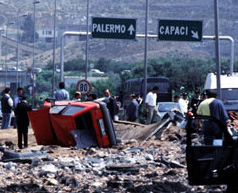 PALERMO ↑
CAPACI ↗